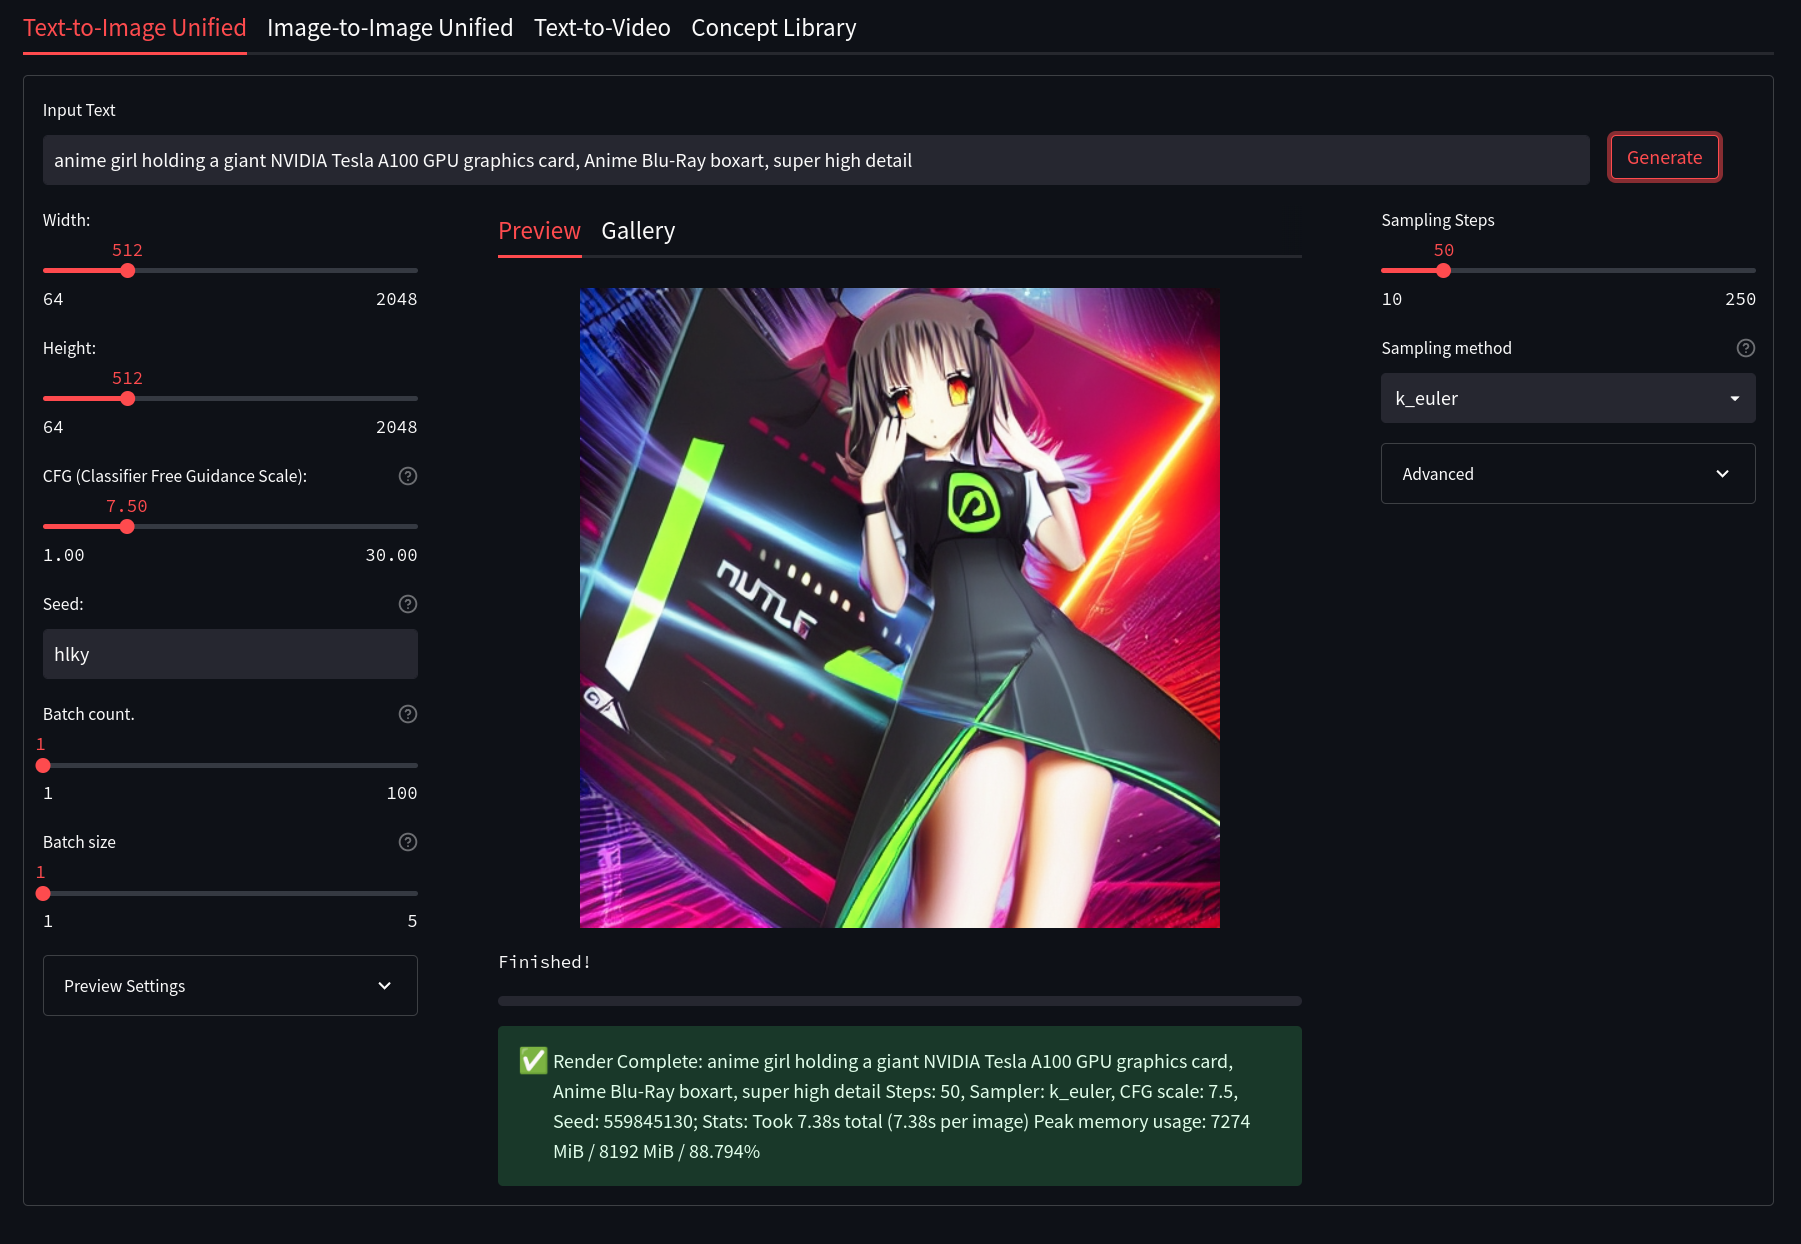 Text-to-Image Unified Image-to-Image Unified Text-to-Video Concept Library
Input Text
anime girl holding a giant NVIDIA Tesla A100 GPU graphics card, Anime Blu-Ray boxart, super high detail
Generate
Width:
512
64 2048
Height:
512
64 2048
CFG (Classifier Free Guidance Scale):
7.50
1.00 30.00
Seed:
hlky
Batch count.
1
1 100
Batch size
1
1 5
Preview Settings
Preview Gallery
Finished!
✅ Render Complete: anime girl holding a giant NVIDIA Tesla A100 GPU graphics card,
Anime Blu-Ray boxart, super high detail Steps: 50, Sampler: k_euler, CFG scale: 7.5,
Seed: 559845130; Stats: Took 7.38s total (7.38s per image) Peak memory usage: 7274
MiB / 8192 MiB / 88.794%
Sampling Steps
50
10 250
Sampling method
k_euler
Advanced